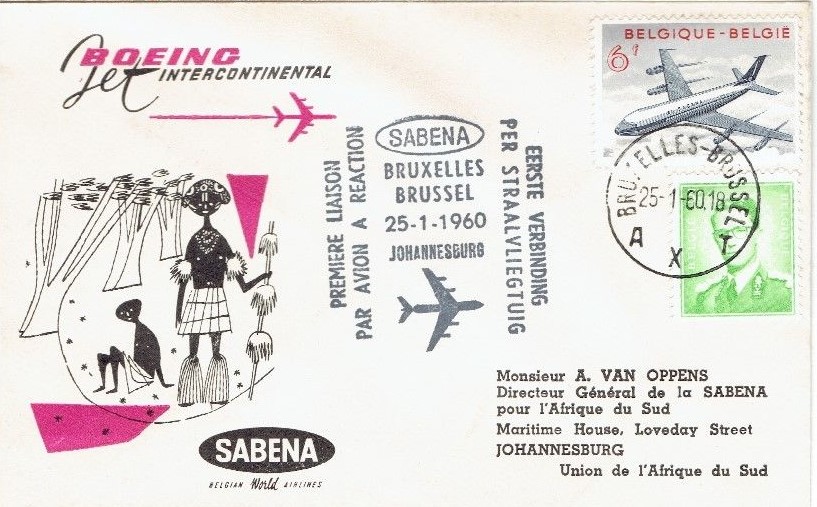 BOEING
Jet INTERCONTINENTAL
BELGIQUE-BELGIË
6F
SABENA
PREMIERE LIAISON
PAR AVION A REACTION
SABENA
BRUXELLES
BRUSSEL
25-1-1960
JOHANNESBURG
EERSTE VERBINDING
PER STRAALVLIEGTUIG
BRUXELLES-BRUSSEL
25-1-60.18
A X T
Monsieur A. VAN OPPENS
Directeur Général de la SABENA
pour l'Afrique du Sud
Maritime House, Loveday Street
JOHANNESBURG
Union de l'Afrique du Sud
SABENA
BELGIAN World AIRLINES